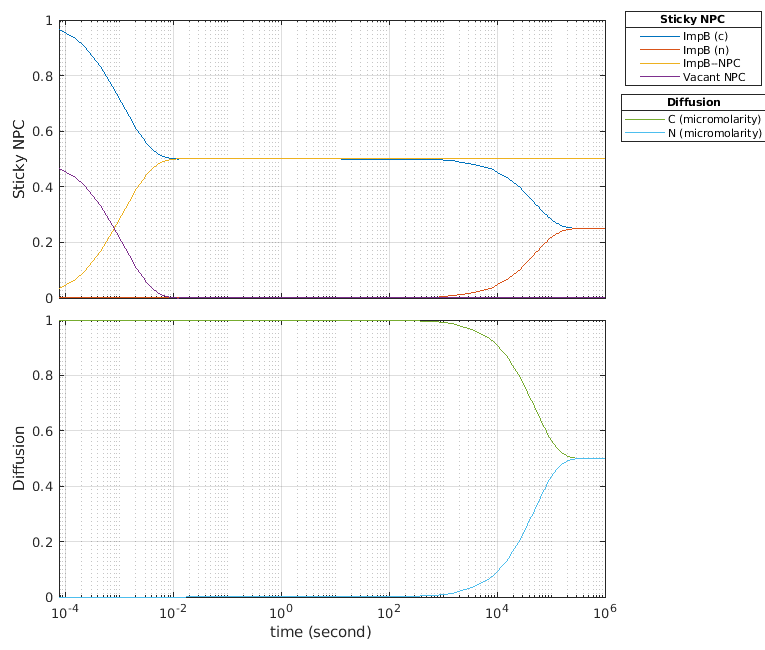 Sticky NPC
1
0.8
0.6
0.4
0.2
0
Sticky NPC
ImpB (c)
ImpB (n)
ImpB−NPC
Vacant NPC
Diffusion
C (micromolarity)
N (micromolarity)
Diffusion
1
0.8
0.6
0.4
0.2
0
10^-4 10^-2 10^0 10^2 10^4 10^6
time (second)